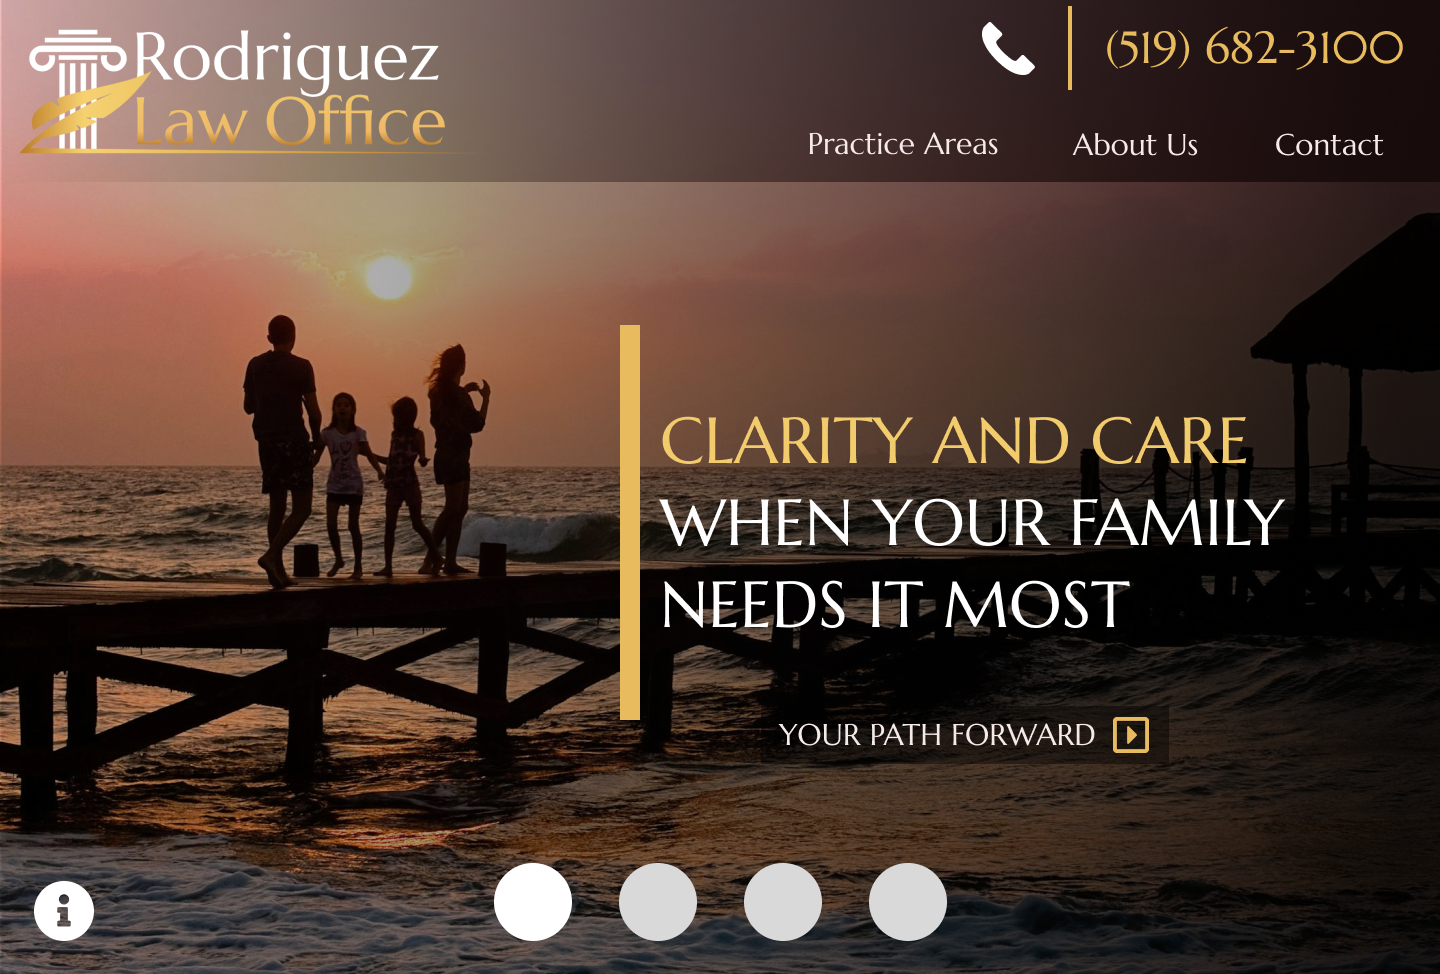 Rodriguez
Law Office
(519) 682-3100
Practice Areas
About Us
Contact
CLARITY AND CARE
WHEN YOUR FAMILY
NEEDS IT MOST
YOUR PATH FORWARD